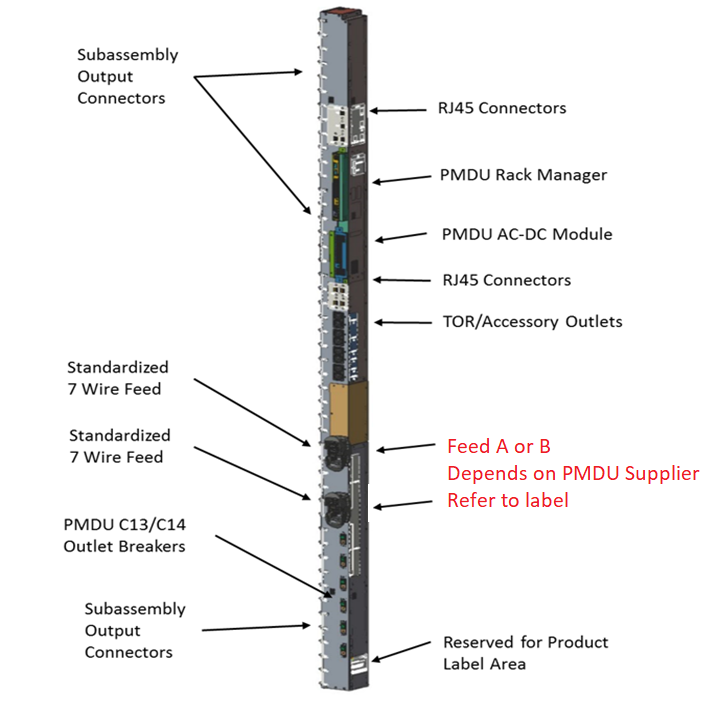 Subassembly
Output
Connectors
RJ45 Connectors
PMDU Rack Manager
PMDU AC-DC Module
RJ45 Connectors
TOR/Accessory Outlets
Standardized
7 Wire Feed
Standardized
7 Wire Feed
Feed A or B
Depends on PMDU Supplier
Refer to label
PMDU C13/C14
Outlet Breakers
Subassembly
Output
Connectors
Reserved for Product
Label Area